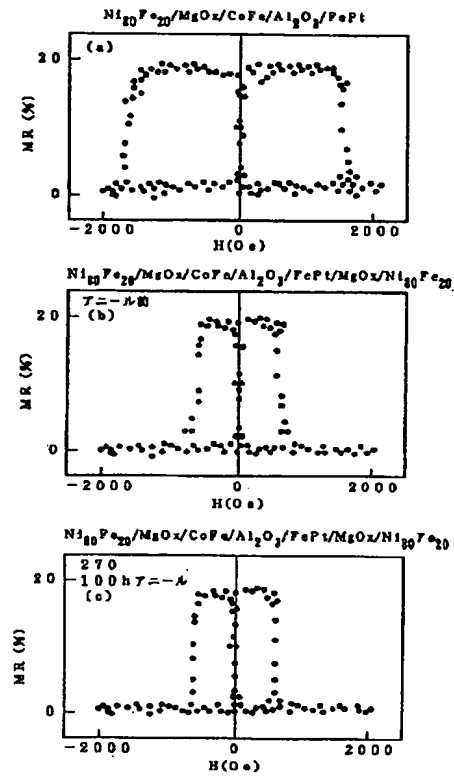 Ni80Fe20/MgOx/CoFe/Al2O3/FePt
(a)
20
MR (%)
0
-2000
0
2000
H(Oe)
Ni80Fe20/MgOx/CoFe/Al2O3/FePt/MgOx/Ni80Fe20
アニール前
20
(b)
MR (%)
0
-2000
0
2000
H(Oe)
Ni80Fe20/MgOx/CoFe/Al2O3/FePt/MgOx/Ni80Fe20
270
20
100hアニール
(c)
MR (%)
0
-2000
0
2000
H(Oe)